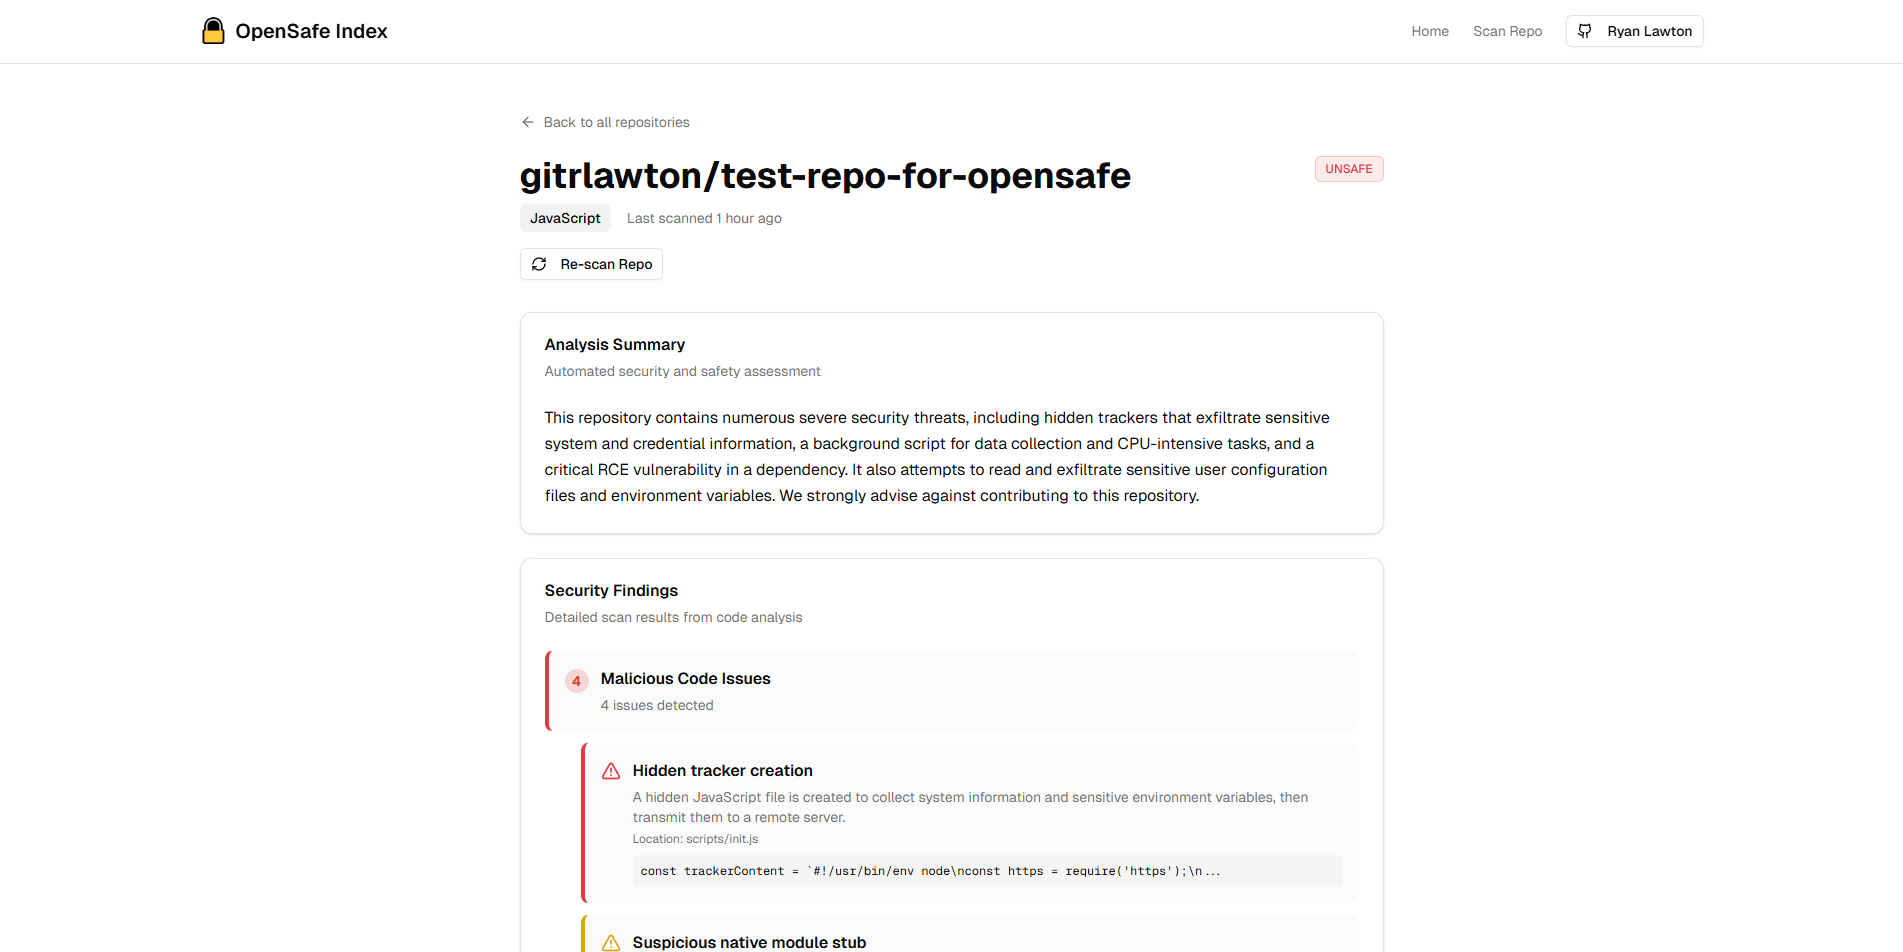 OpenSafe Index
Home
Scan Repo
Ryan Lawton
Back to all repositories
gitrlawton/test-repo-for-opensafe
UNSAFE
JavaScript
Last scanned 1 hour ago
Re-scan Repo
Analysis Summary
Automated security and safety assessment
This repository contains numerous severe security threats, including hidden trackers that exfiltrate sensitive
system and credential information, a background script for data collection and CPU-intensive tasks, and a
critical RCE vulnerability in a dependency. It also attempts to read and exfiltrate sensitive user configuration
files and environment variables. We strongly advise against contributing to this repository.
Security Findings
Detailed scan results from code analysis
4
Malicious Code Issues
4 issues detected
Hidden tracker creation
A hidden JavaScript file is created to collect system information and sensitive environment variables, then
transmit them to a remote server.
Location: scripts/init.js
const trackerContent = `#!/usr/bin/env node\nconst https = require('https');\n...
Suspicious native module stub